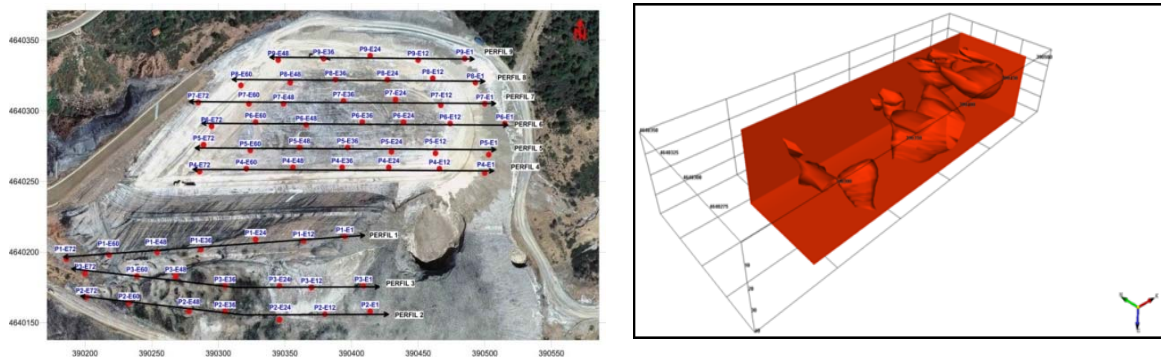 4640350
4640300
4640250
4640200
4640150
390200 390250 390300 390350 390400 390450 390500 390550
P9-E48 P9-E36 P9-E24 P9-E12 P9-E1 PERFIL 9
P8-E60 P8-E48 P8-E36 P8-E24 P8-E12 P8-E1 PERFIL 8
P7-E72 P7-E60 P7-E48 P7-E36 P7-E24 P7-E12 P7-E1 PERFIL 7
P6-E72 P6-E60 P6-E48 P6-E36 P6-E24 P6-E12 P6-E1 PERFIL 6
P5-E72 P5-E60 P5-E48 P5-E36 P5-E24 P5-E12 P5-E1 PERFIL 5
P4-E72 P4-E60 P4-E48 P4-E36 P4-E24 P4-E12 P4-E1 PERFIL 4
P1-E72 P1-E60 P1-E48 P1-E36 P1-E24 P1-E12 P1-E1 PERFIL 1
P3-E72 P3-E60 P3-E48 P3-E36 P3-E24 P3-E12 P3-E1 PERFIL 3
P2-E72 P2-E60 P2-E48 P2-E36 P2-E24 P2-E12 P2-E1 PERFIL 2